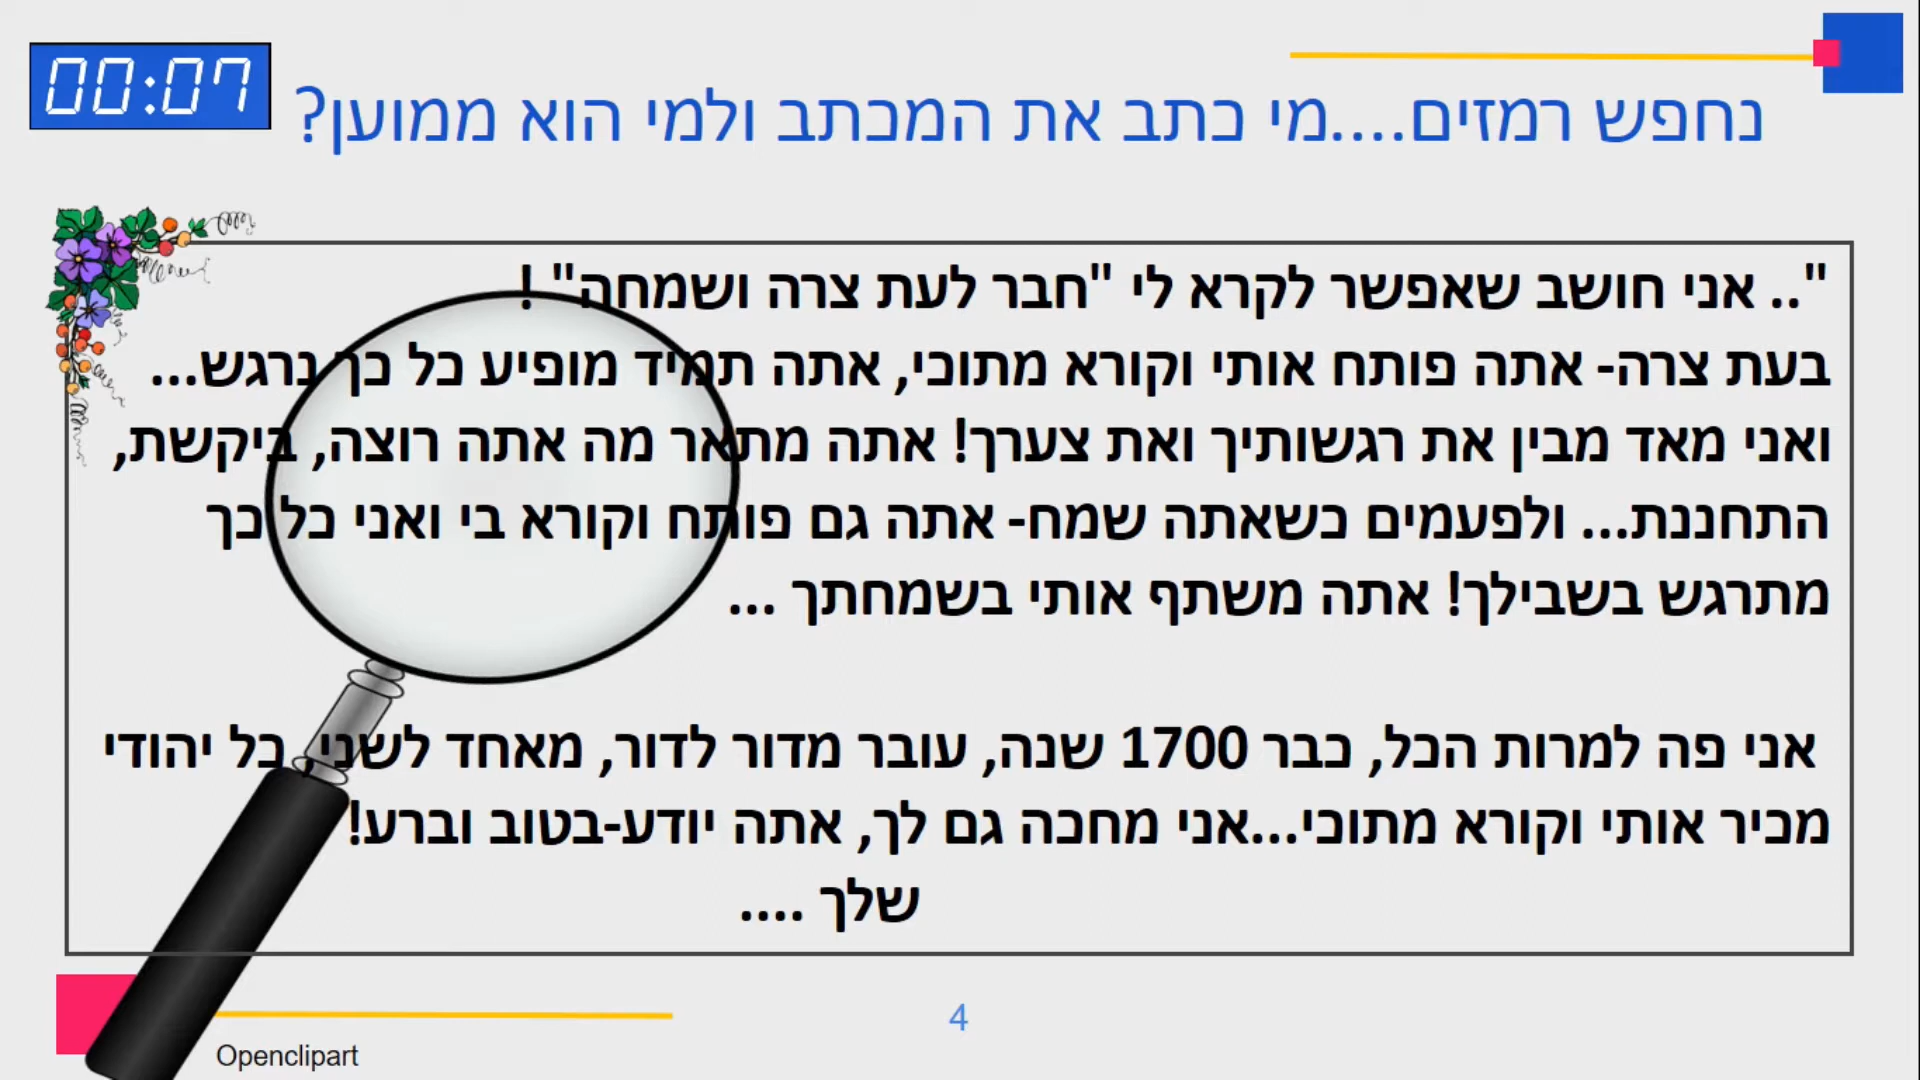 00:07
נחפש רמזים....מי כתב את המכתב ולמי הוא ממוען?
".. אני חושב שאפשר לקרא לי "חבר לעת צרה ושמחה" !
בעת צרה- אתה פותח אותי וקורא מתוכי, אתה תמיד מופיע כל כך נרגש...
ואני מאד מבין את רגשותיך ואת צערך! אתה מתאר מה אתה רוצה, ביקשת,
התחננת... ולפעמים כשאתה שמח- אתה גם פותח וקורא בי ואני כל כך
מתרגש בשבילך! אתה משתף אותי בשמחתך ...
אני פה למרות הכל, כבר 1700 שנה, עובר מדור לדור, מאחד לשני, כל יהודי
מכיר אותי וקורא מתוכי...אני מחכה גם לך, אתה יודע-בטוב וברע!
שלך ....
4
Openclipart